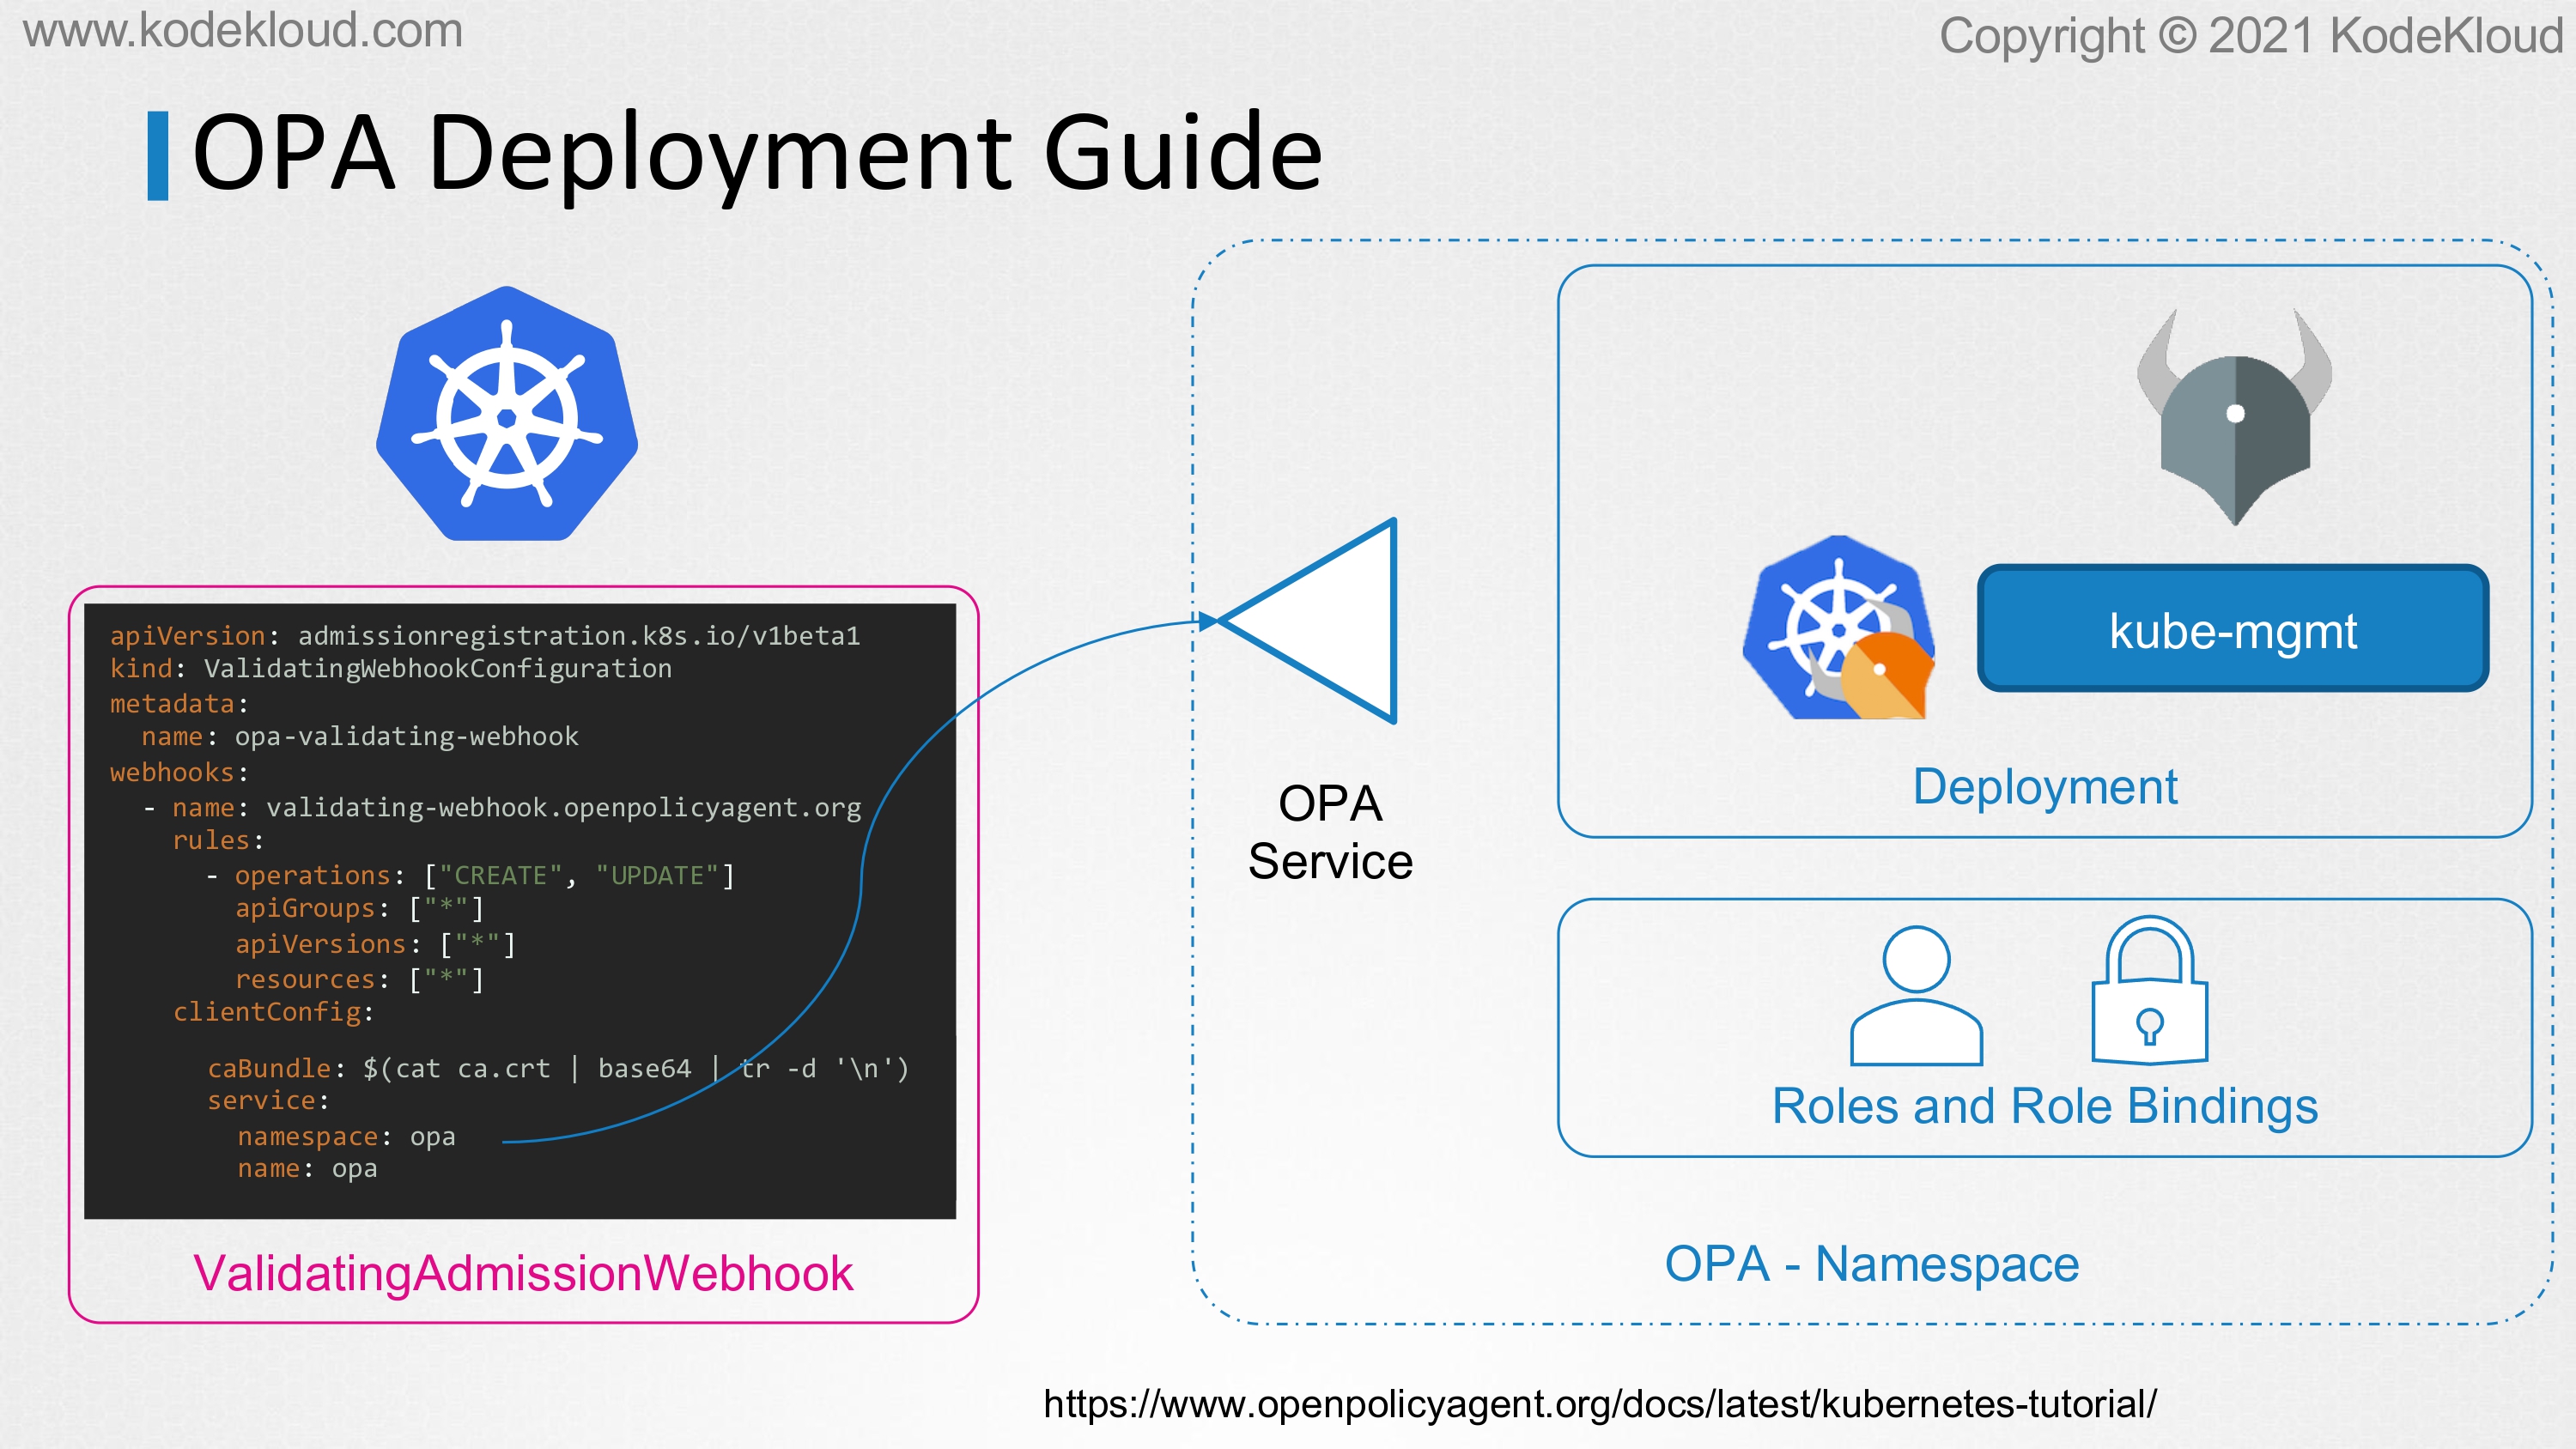 www.kodekloud.com
Copyright © 2021 KodeKloud
OPA Deployment Guide
apiVersion: admissionregistration.k8s.io/v1beta1
kind: ValidatingWebhookConfiguration
metadata:
  name: opa-validating-webhook
webhooks:
  - name: validating-webhook.openpolicyagent.org
    rules:
      - operations: ["CREATE", "UPDATE"]
        apiGroups: ["*"]
        apiVersions: ["*"]
        resources: ["*"]
    clientConfig:
      caBundle: $(cat ca.crt | base64 | tr -d '\n')
      service:
        namespace: opa
        name: opa
ValidatingAdmissionWebhook
OPA
Service
kube-mgmt
Deployment
Roles and Role Bindings
OPA - Namespace
https://www.openpolicyagent.org/docs/latest/kubernetes-tutorial/